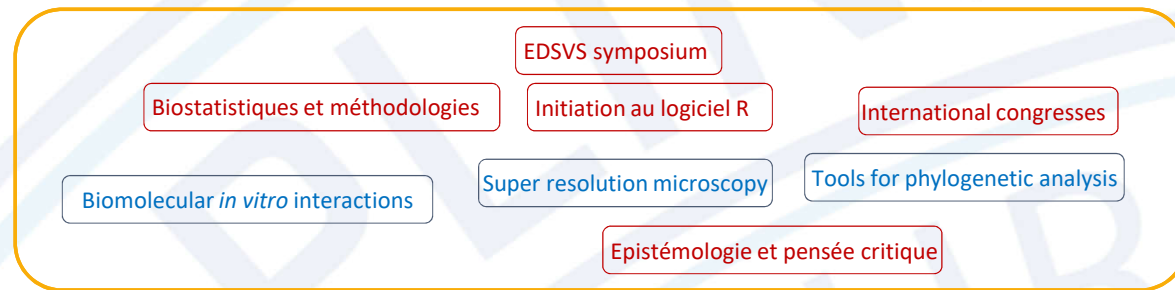 EDSVS symposium
Biostatistiques et méthodologies
Initiation au logiciel R
International congresses
Biomolecular in vitro interactions
Super resolution microscopy
Tools for phylogenetic analysis
Epistémologie et pensée critique